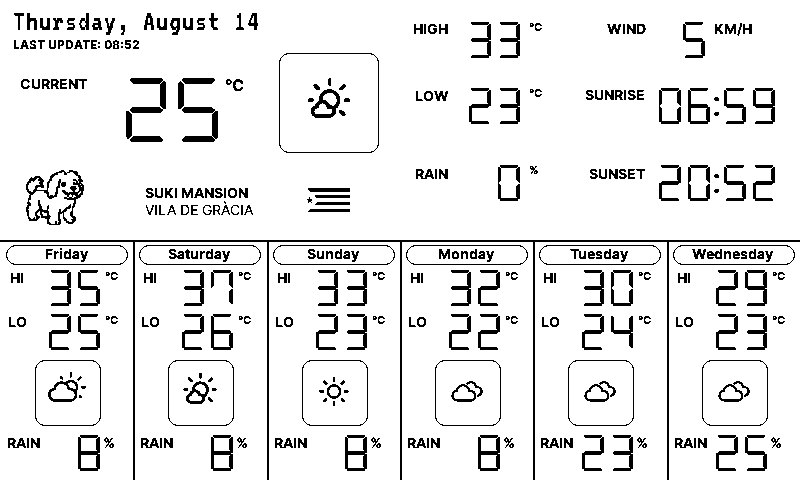 Thursday, August 14
LAST UPDATE: 08:52
CURRENT 25 °C
HIGH 33 °C
WIND 5 KM/H
LOW 23 °C
SUNRISE 06:59
RAIN 0 %
SUNSET 20:52
SUKI MANSION
VILA DE GRÀCIA
Friday
HI 35 °C
LO 25 °C
RAIN 8 %
Saturday
HI 37 °C
LO 26 °C
RAIN 8 %
Sunday
HI 33 °C
LO 23 °C
RAIN 8 %
Monday
HI 32 °C
LO 22 °C
RAIN 8 %
Tuesday
HI 30 °C
LO 24 °C
RAIN 23 %
Wednesday
HI 29 °C
LO 23 °C
RAIN 25 %